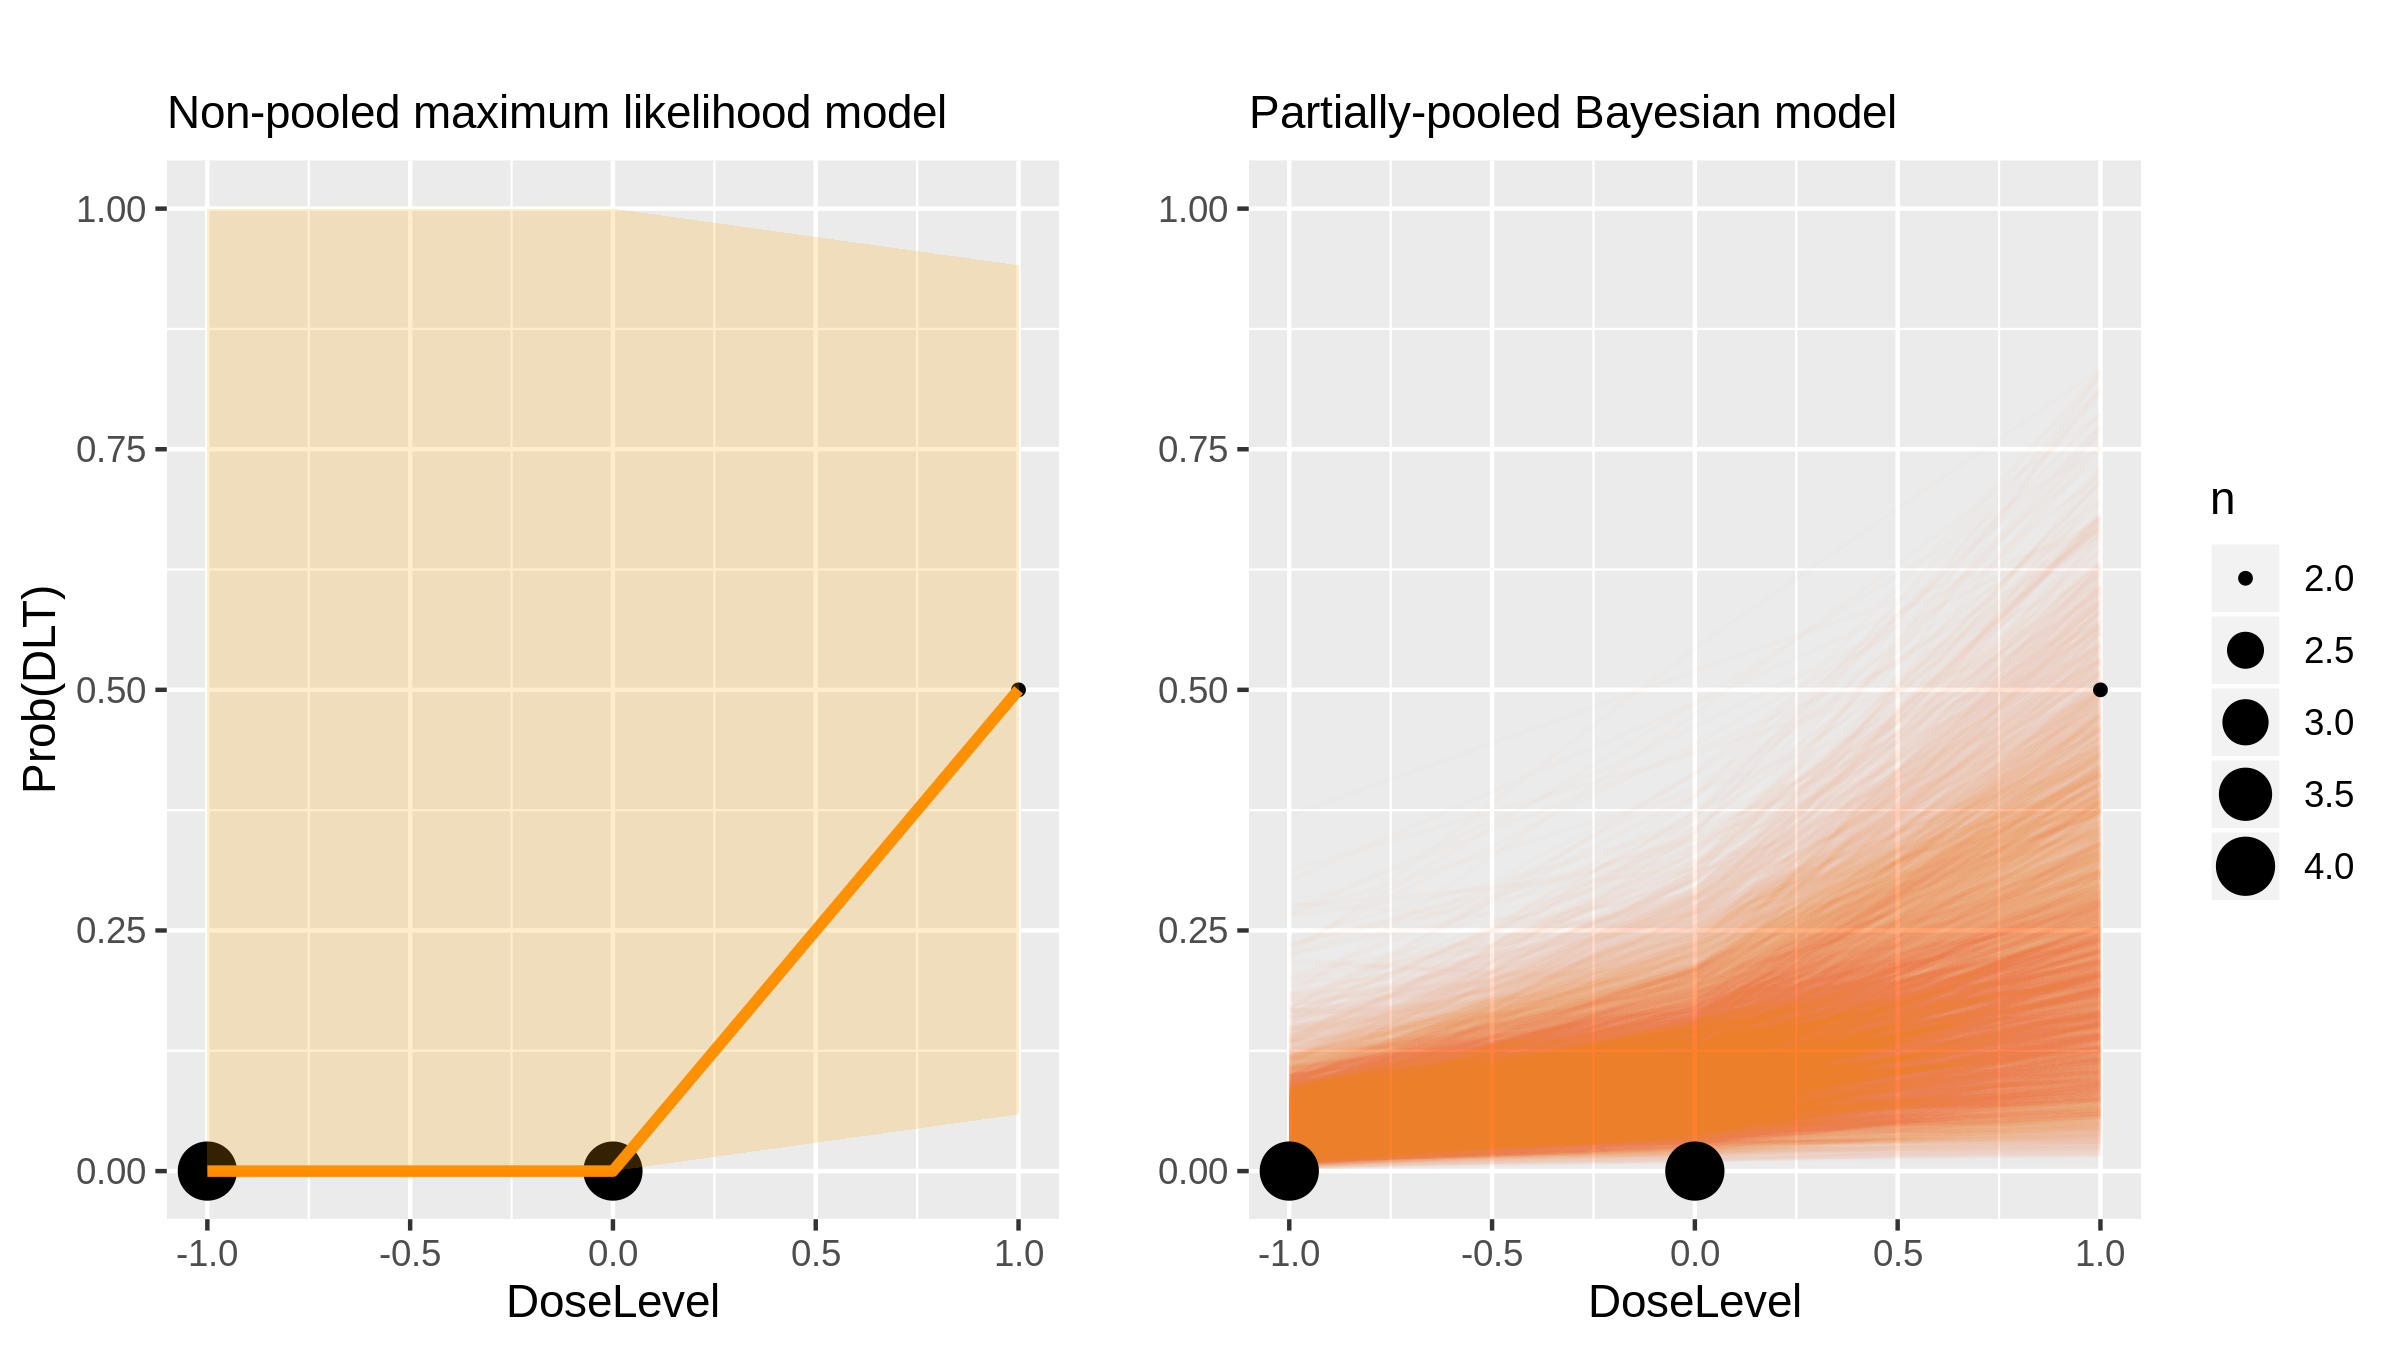 Non-pooled maximum likelihood model
Prob(DLT)
1.00
0.75
0.50
0.25
0.00
-1.0 -0.5 0.0 0.5 1.0
DoseLevel
Partially-pooled Bayesian model
1.00
0.75
0.50
0.25
0.00
-1.0 -0.5 0.0 0.5 1.0
DoseLevel
n
2.0
2.5
3.0
3.5
4.0